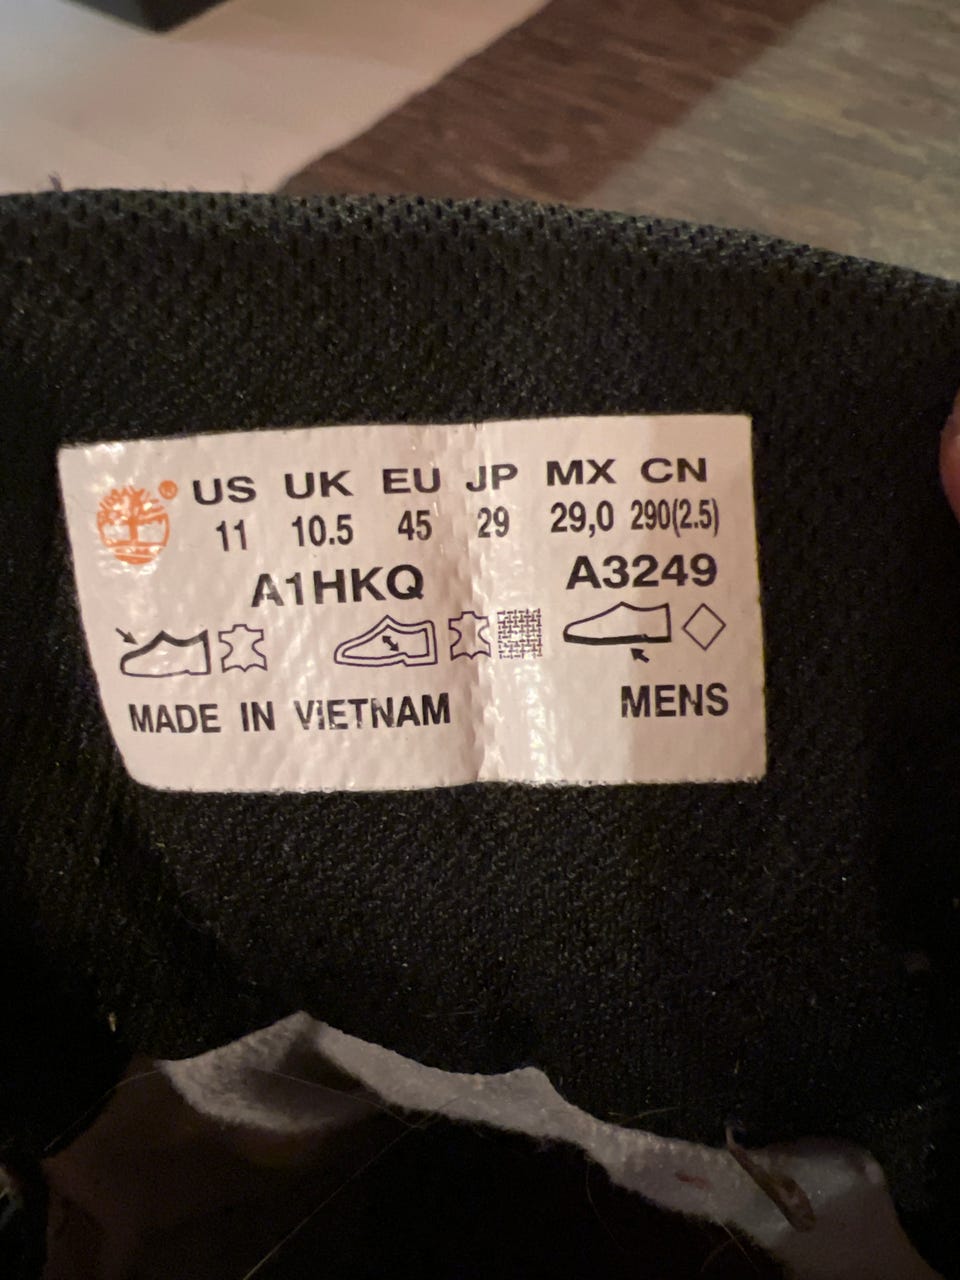 ® US UK EU JP MX CN
11 10.5 45 29 29,0 290(2.5)
A1HKQ A3249
MADE IN VIETNAM MENS